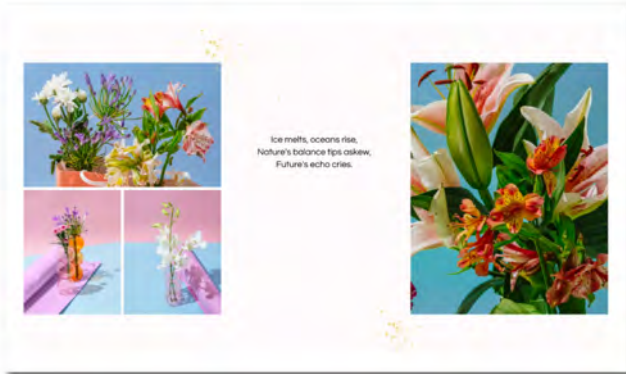 Ice melts, oceans rise,
Nature's balance tips askew,
Future's echo cries.